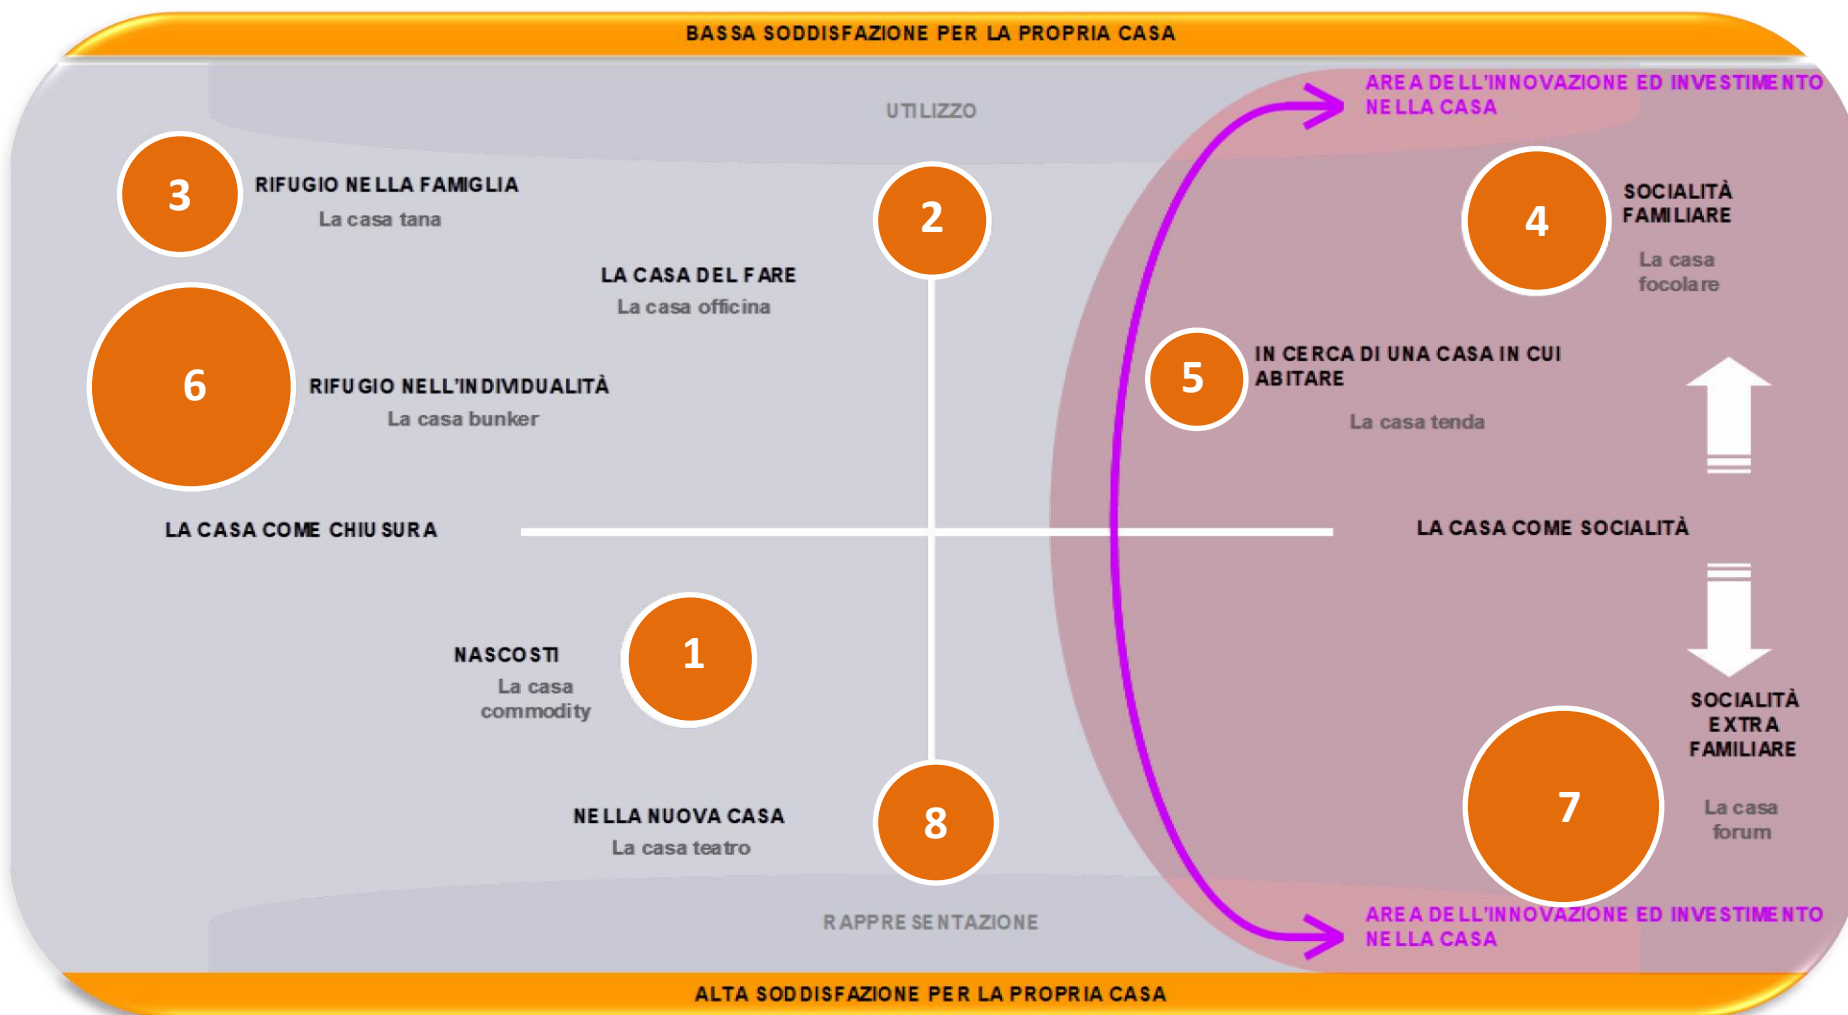 BASSA SODDISFAZIONE PER LA PROPRIA CASA
AREA DELL'INNOVAZIONE ED INVESTIMENTO
NELLA CASA
UTILIZZO
3
RIFUGIO NELLA FAMIGLIA
La casa tana
2
4
SOCIALITÀ
FAMILIARE
La casa
focolare
LA CASA DEL FARE
La casa officina
6
RIFUGIO NELL'INDIVIDUALITÀ
La casa bunker
5
IN CERCA DI UNA CASA IN CUI
ABITARE
La casa tenda
LA CASA COME CHIUSURA
LA CASA COME SOCIALITÀ
NASCOSTI
La casa
commodity
1
SOCIALITÀ
EXTRA
FAMILIARE
La casa
forum
7
NELLA NUOVA CASA
La casa teatro
8
RAPPRESENTAZIONE
AREA DELL'INNOVAZIONE ED INVESTIMENTO
NELLA CASA
ALTA SODDISFAZIONE PER LA PROPRIA CASA